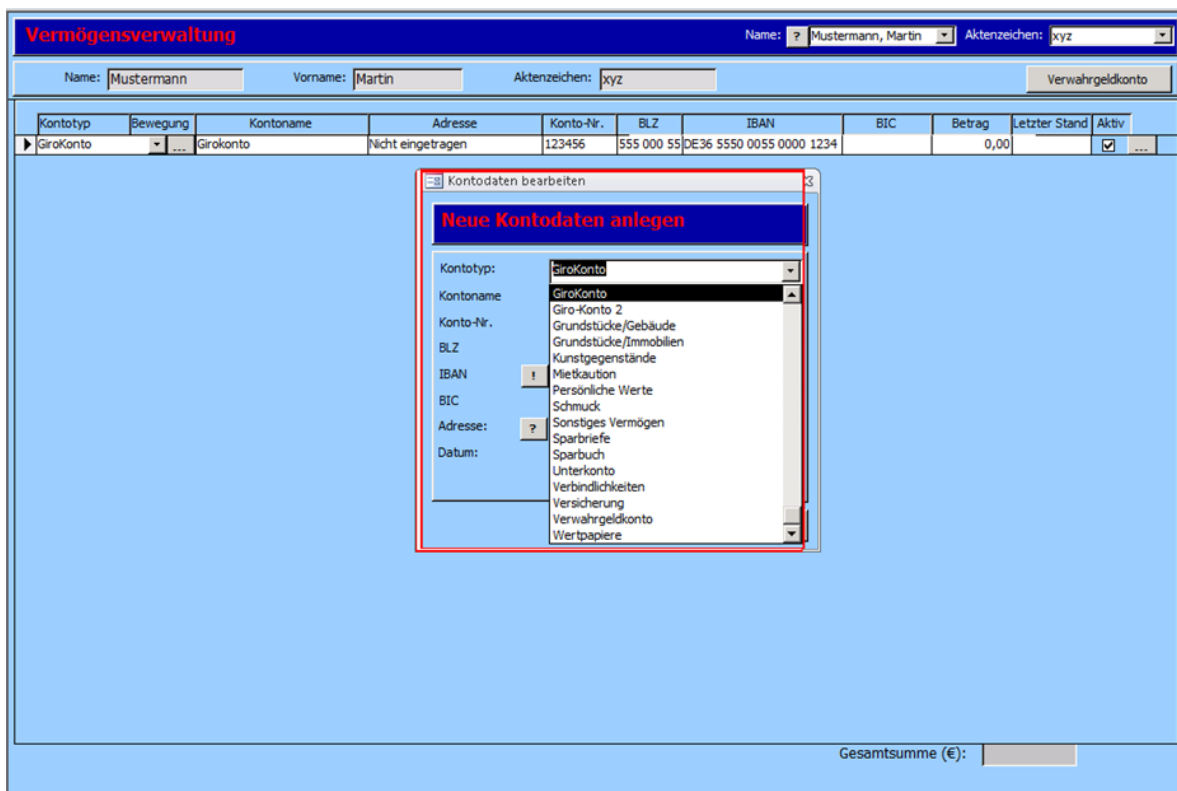 Vermögensverwaltung Name: ? Mustermann, Martin Aktenzeichen: xyz
Name: Mustermann Vorname: Martin Aktenzeichen: xyz Verwahrgeldkonto
Kontotyp Bewegung Kontoname Adresse Konto-Nr. BLZ IBAN BIC Betrag Letzter Stand Aktiv
GiroKonto ... Girokonto Nicht eingetragen 123456 555 000 55 DE36 5550 0055 0000 1234 0,00 ...
Kontodaten bearbeiten
Neue Kontodaten anlegen
Kontotyp: GiroKonto
Kontoname
Konto-Nr.
BLZ
IBAN !
BIC
Adresse: ?
Datum:
GiroKonto
Giro-Konto 2
Grundstücke/Gebäude
Grundstücke/Immobilien
Kunstgegenstände
Mietkaution
Persönliche Werte
Schmuck
Sonstiges Vermögen
Sparbriefe
Sparbuch
Unterkonto
Verbindlichkeiten
Versicherung
Verwahrgeldkonto
Wertpapiere
Gesamtsumme (€):